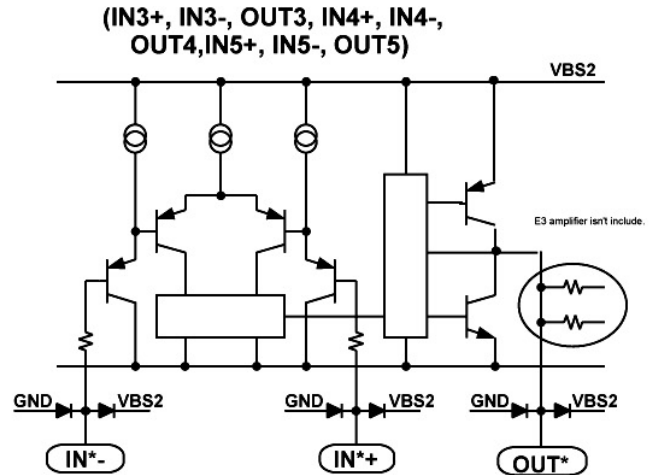 (IN3+, IN3-, OUT3, IN4+, IN4-,
OUT4,IN5+, IN5-, OUT5)
VBS2
E3 amplifier isn't include.
GND VBS2 GND VBS2 GND VBS2
IN*- IN*+ OUT*